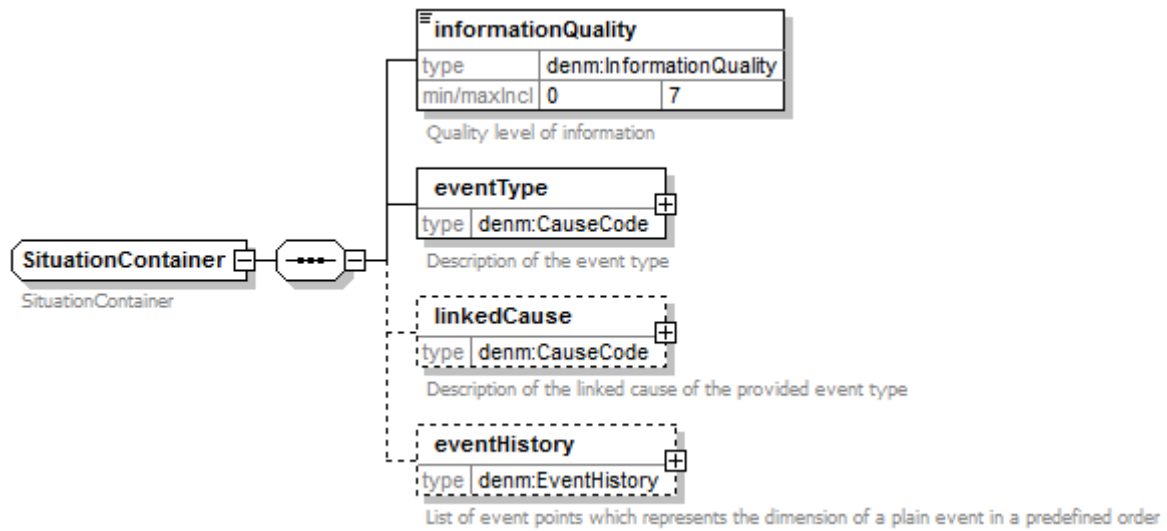 informationQuality
type denm:InformationQuality
min/maxIncl 0 7
Quality level of information
eventType
type denm:CauseCode
Description of the event type
SituationContainer
SituationContainer
linkedCause
type denm:CauseCode
Description of the linked cause of the provided event type
eventHistory
type denm:EventHistory
List of event points which represents the dimension of a plain event in a predefined order